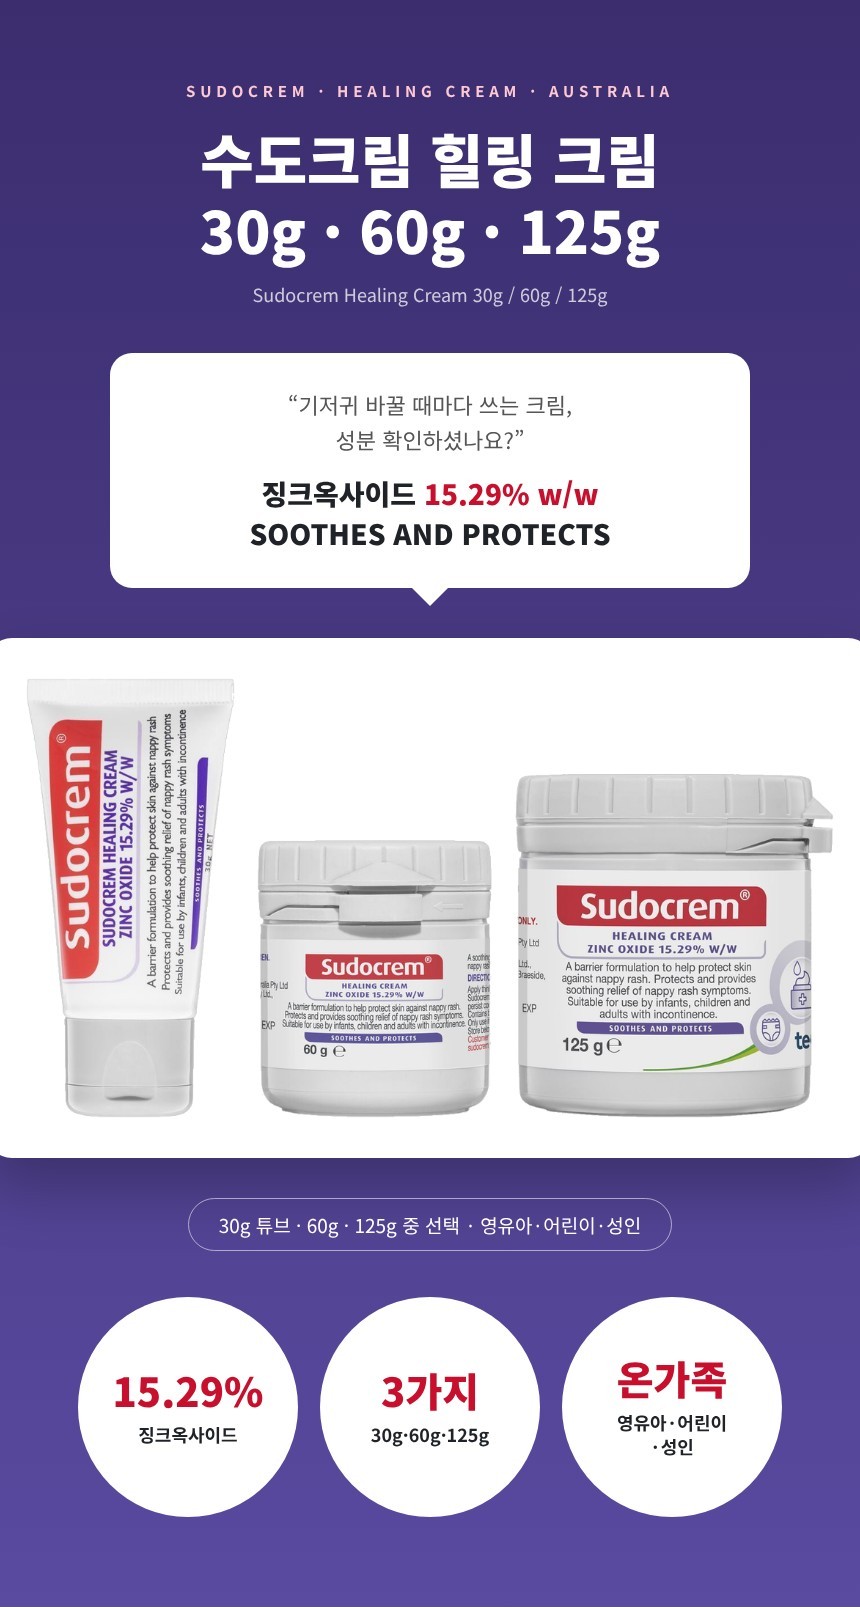 SUDOCREM · HEALING CREAM · AUSTRALIA
수도크림 힐링 크림
30g · 60g · 125g
Sudocrem Healing Cream 30g / 60g / 125g
“기저귀 바꿀 때마다 쓰는 크림,
성분 확인하셨나요?”
징크옥사이드 15.29% w/w
SOOTHES AND PROTECTS
Sudocrem®
SUDOCREM HEALING CREAM
ZINC OXIDE 15.29% W/W
A barrier formulation to help protect skin against nappy rash
Protects and provides soothing relief of nappy rash symptoms
Suitable for use by infants, children and adults with incontinence
SOOTHES AND PROTECTS
Sudocrem®
HEALING CREAM
ZINC OXIDE 15.29% W/W
A barrier formulation to help protect skin against nappy rash.
Protects and provides soothing relief of nappy rash symptoms.
Suitable for use by infants, children and adults with incontinence.
SOOTHES AND PROTECTS
60 g ℮
EXP
Pty Ltd
A soothing
nappy
Sudocrem®
HEALING CREAM
ZINC OXIDE 15.29% W/W
A barrier formulation to help protect skin
against nappy rash. Protects and provides
soothing relief of nappy rash symptoms.
Suitable for use by infants, children and
adults with incontinence.
SOOTHES AND PROTECTS
125 g ℮
ONLY.
Pty Ltd
Ltd.,
Braeside,
EXP
te
30g 튜브 · 60g · 125g 중 선택 · 영유아·어린이·성인
15.29%
징크옥사이드
3가지
30g·60g·125g
온가족
영유아·어린이
·성인